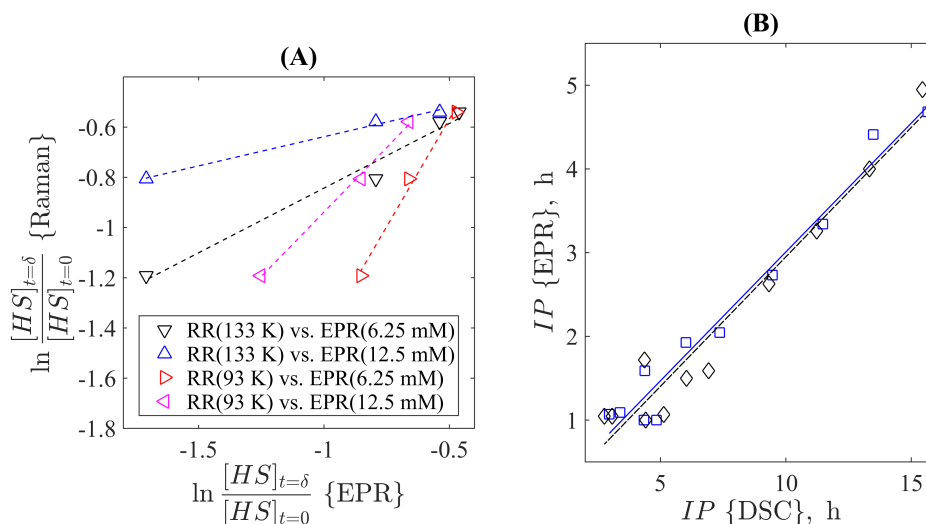 (A)
-0.6
-0.8
-1
-1.2
-1.4
-1.6
-1.8
ln [HS]t=δ / [HS]t=0 {Raman}
RR(133 K) vs. EPR(6.25 mM)
RR(133 K) vs. EPR(12.5 mM)
RR(93 K) vs. EPR(6.25 mM)
RR(93 K) vs. EPR(12.5 mM)
-1.5 -1 -0.5
ln [HS]t=δ / [HS]t=0 {EPR}
(B)
5
4
3
2
1
IP {EPR}, h
5 10 15
IP {DSC}, h